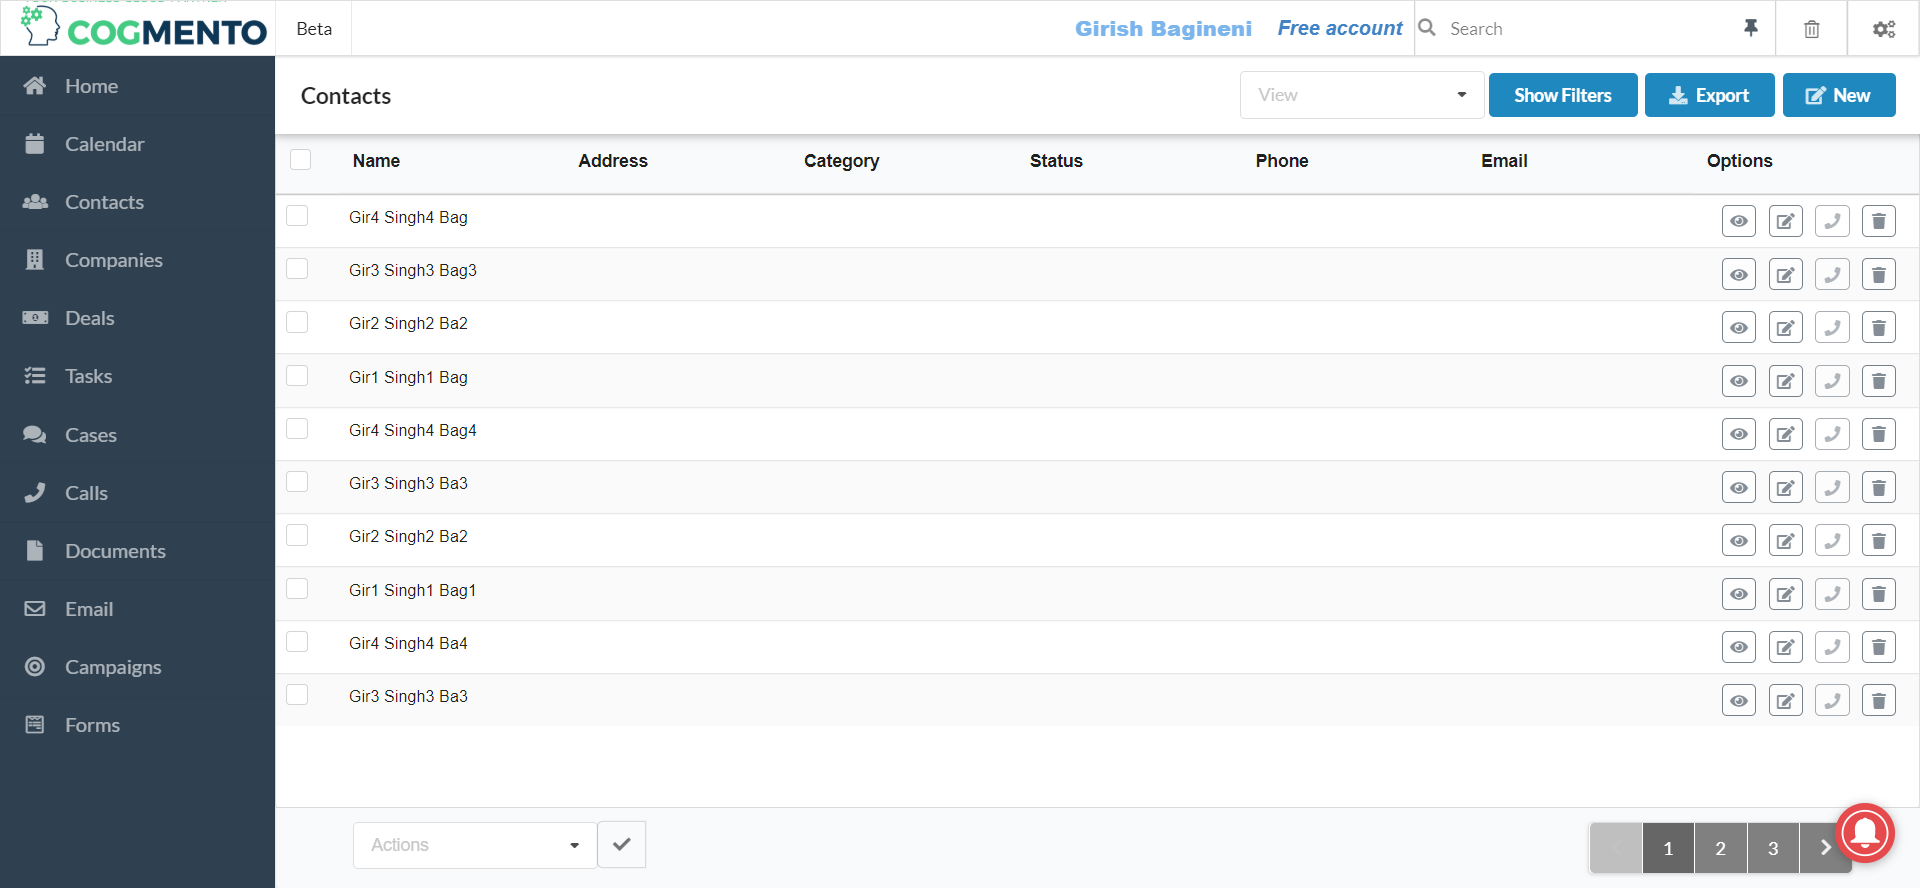 COGMENTO
Beta
Girish Bagineni
Free account
Search
Home
Calendar
Contacts
Companies
Deals
Tasks
Cases
Calls
Documents
Email
Campaigns
Forms
Contacts
View
Show Filters
Export
New
Name Address Category Status Phone Email Options
Gir4 Singh4 Bag
Gir3 Singh3 Bag3
Gir2 Singh2 Ba2
Gir1 Singh1 Bag
Gir4 Singh4 Bag4
Gir3 Singh3 Ba3
Gir2 Singh2 Ba2
Gir1 Singh1 Bag1
Gir4 Singh4 Ba4
Gir3 Singh3 Ba3
Actions
1 2 3